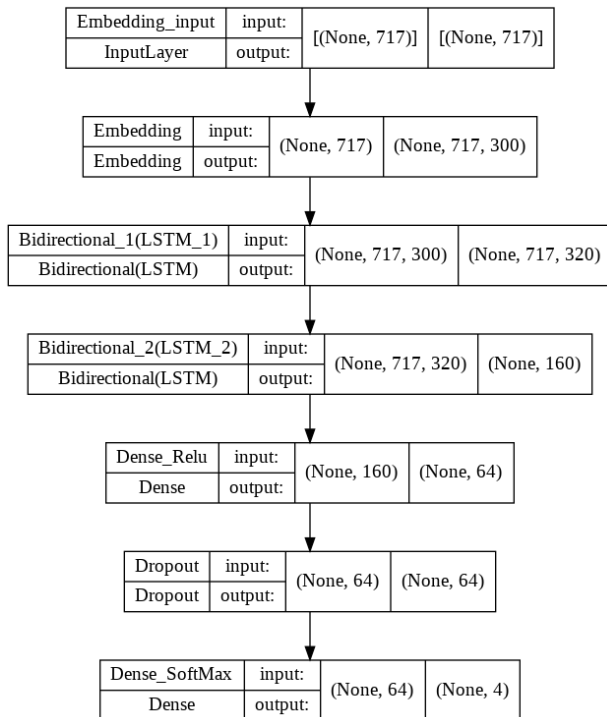 Embedding_input input: [(None, 717)] [(None, 717)]
InputLayer output:
Embedding input: (None, 717) (None, 717, 300)
Embedding output:
Bidirectional_1(LSTM_1) input: (None, 717, 300) (None, 717, 320)
Bidirectional(LSTM) output:
Bidirectional_2(LSTM_2) input: (None, 717, 320) (None, 160)
Bidirectional(LSTM) output:
Dense_Relu input: (None, 160) (None, 64)
Dense output:
Dropout input: (None, 64) (None, 64)
Dropout output:
Dense_SoftMax input: (None, 64) (None, 4)
Dense output: